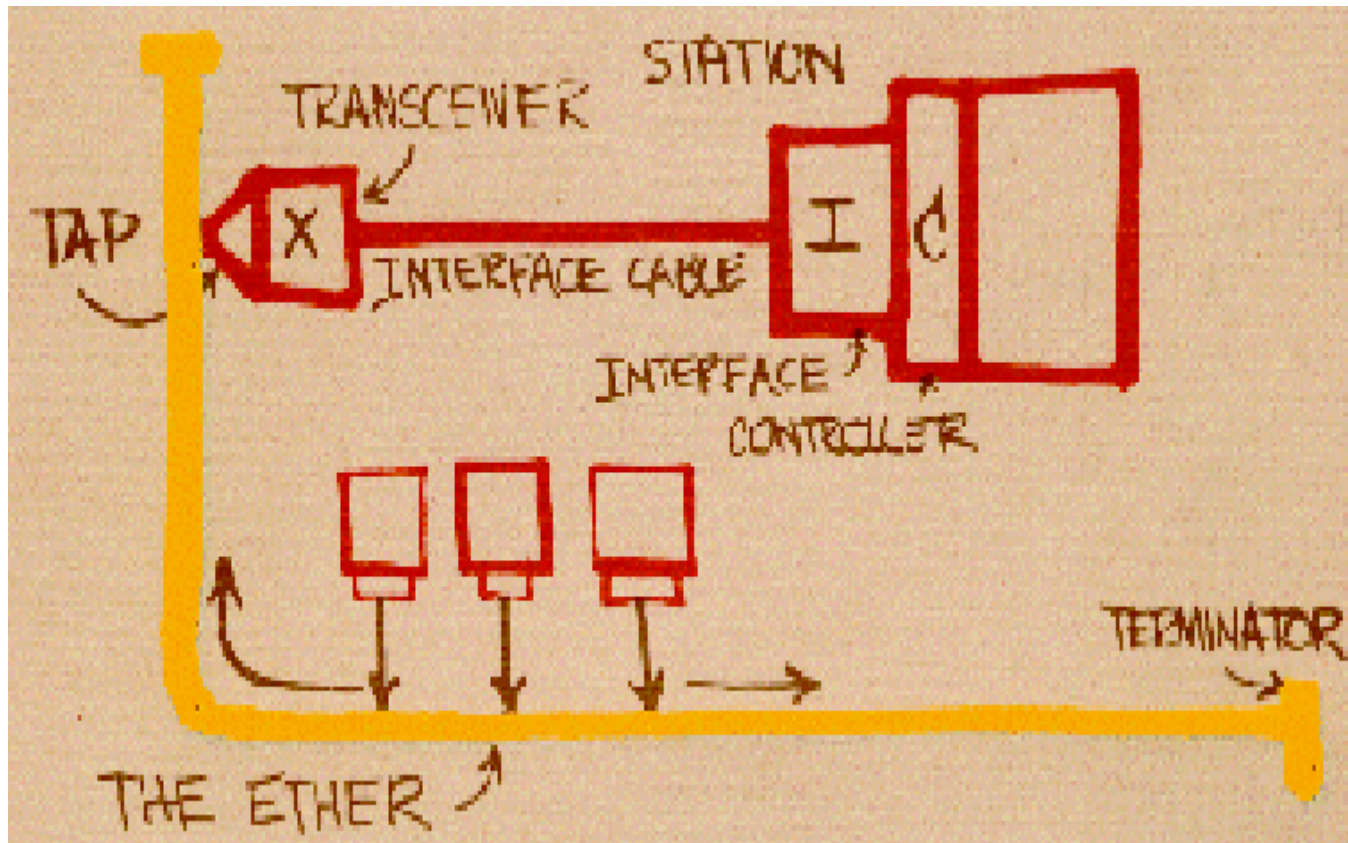 STATION
TRANSCEIVER
TAP
X
I
C
INTERFACE CABLE
INTERFACE
CONTROLLER
TERMINATOR
THE ETHER